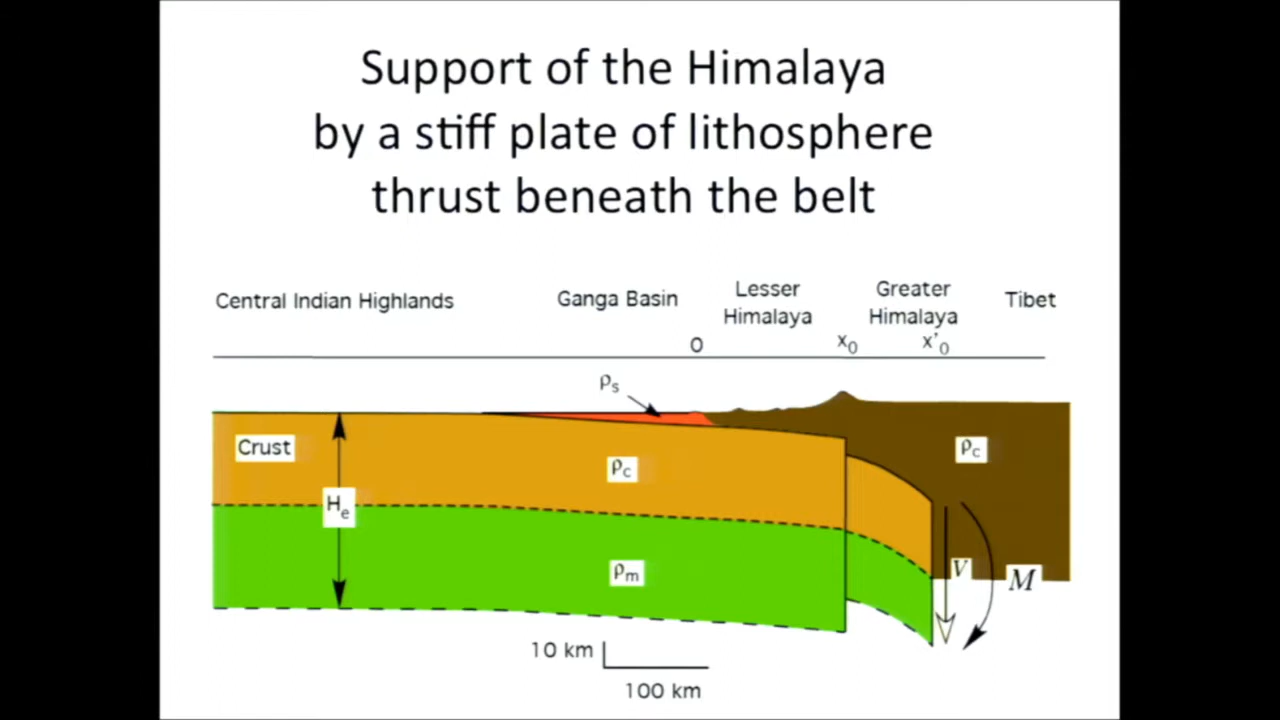 Support of the Himalaya
by a stiff plate of lithosphere
thrust beneath the belt
Central Indian Highlands
Ganga Basin
Lesser
Himalaya
Greater
Himalaya
Tibet
0
x₀
x'₀
ρₛ
Crust
ρc
ρc
Hₑ
ρm
V
M
10 km
100 km